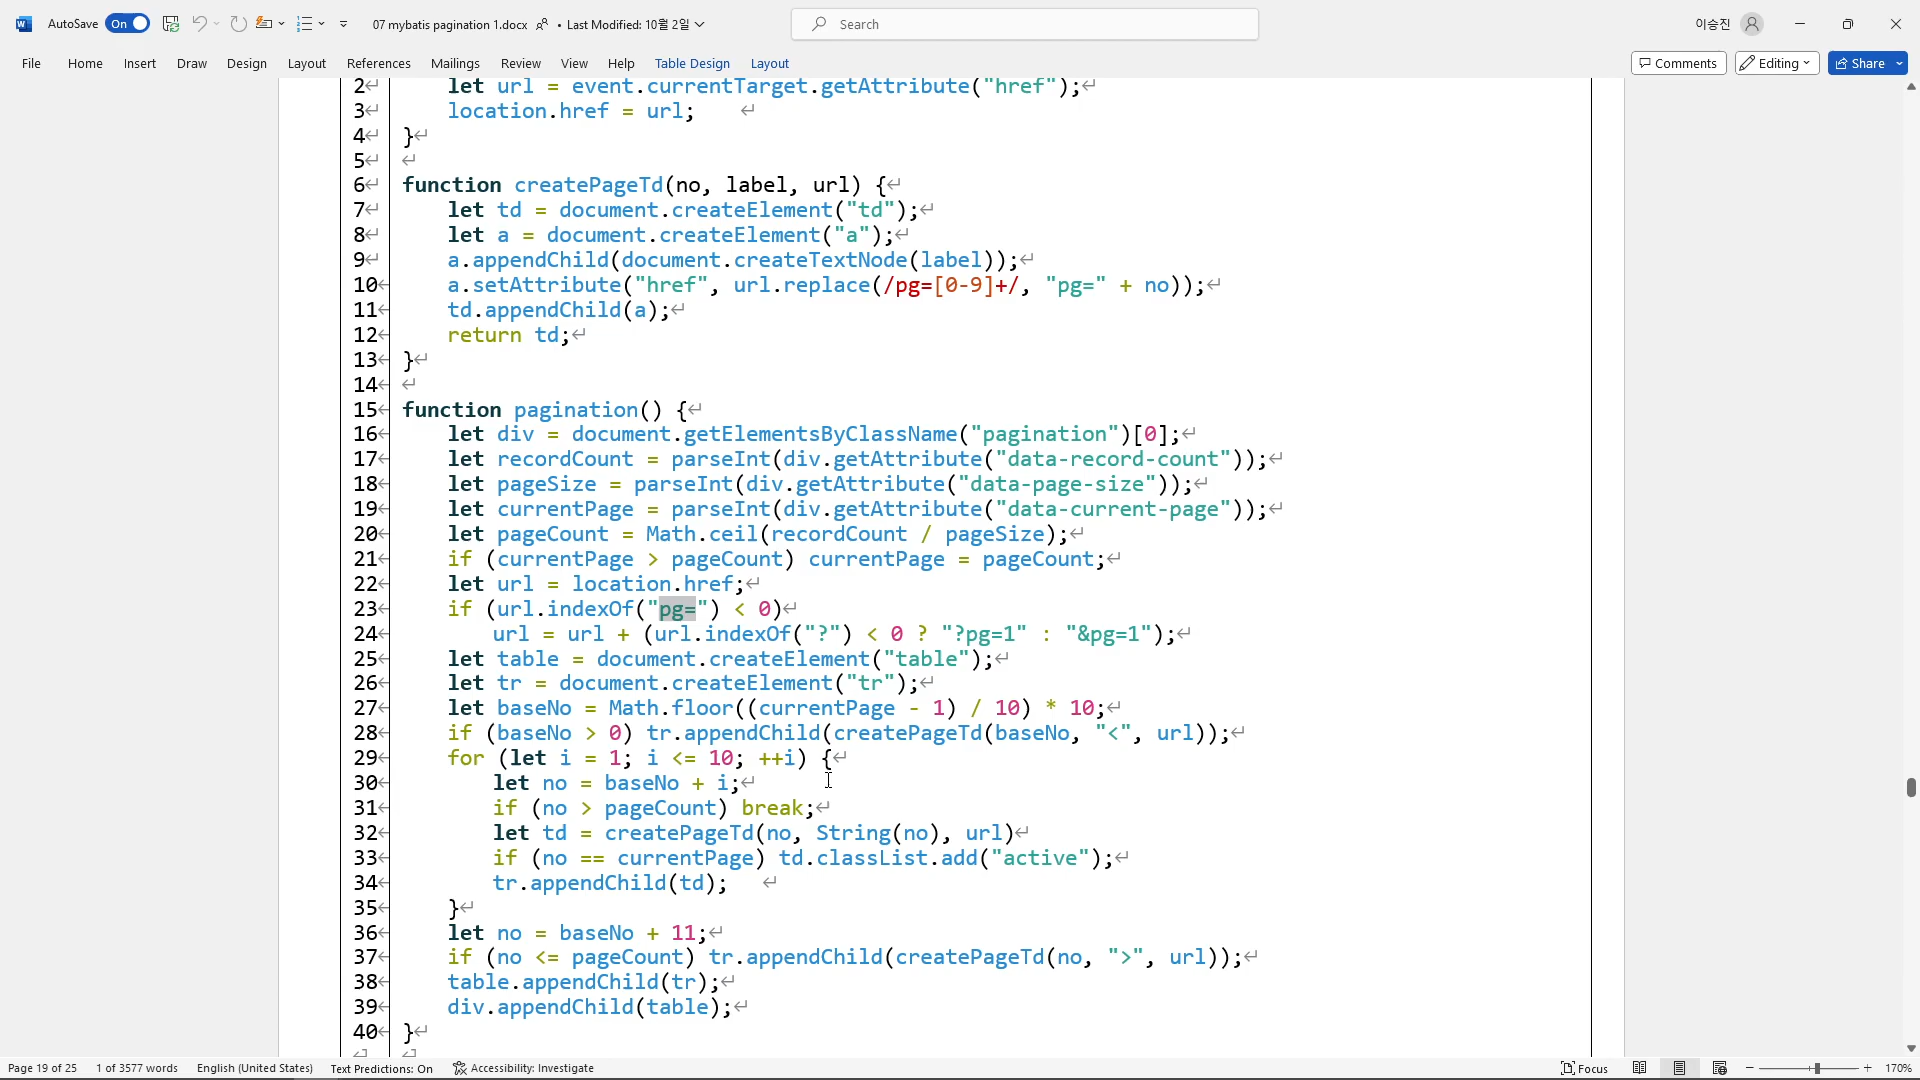 AutoSave On 07 mybatis pagination 1.docx • Last Modified: 10월 2일 Search 이승진
File Home Insert Draw Design Layout References Mailings Review View Help Table Design Layout Comments Editing Share
2 let url = event.currentTarget.getAttribute("href");
3 location.href = url;
4 }
5
6 function createPageTd(no, label, url) {
7 let td = document.createElement("td");
8 let a = document.createElement("a");
9 a.appendChild(document.createTextNode(label));
10 a.setAttribute("href", url.replace(/pg=[0-9]+/, "pg=" + no));
11 td.appendChild(a);
12 return td;
13 }
14
15 function pagination() {
16 let div = document.getElementsByClassName("pagination")[0];
17 let recordCount = parseInt(div.getAttribute("data-record-count"));
18 let pageSize = parseInt(div.getAttribute("data-page-size"));
19 let currentPage = parseInt(div.getAttribute("data-current-page"));
20 let pageCount = Math.ceil(recordCount / pageSize);
21 if (currentPage > pageCount) currentPage = pageCount;
22 let url = location.href;
23 if (url.indexOf("pg=") < 0)
24 url = url + (url.indexOf("?") < 0 ? "?pg=1" : "&pg=1");
25 let table = document.createElement("table");
26 let tr = document.createElement("tr");
27 let baseNo = Math.floor((currentPage - 1) / 10) * 10;
28 if (baseNo > 0) tr.appendChild(createPageTd(baseNo, "<", url));
29 for (let i = 1; i <= 10; ++i) {
30 let no = baseNo + i;
31 if (no > pageCount) break;
32 let td = createPageTd(no, String(no), url)
33 if (no == currentPage) td.classList.add("active");
34 tr.appendChild(td);
35 }
36 let no = baseNo + 11;
37 if (no <= pageCount) tr.appendChild(createPageTd(no, ">", url));
38 table.appendChild(tr);
39 div.appendChild(table);
40 }
Page 19 of 25 1 of 3577 words English (United States) Text Predictions: On Accessibility: Investigate Focus 170%